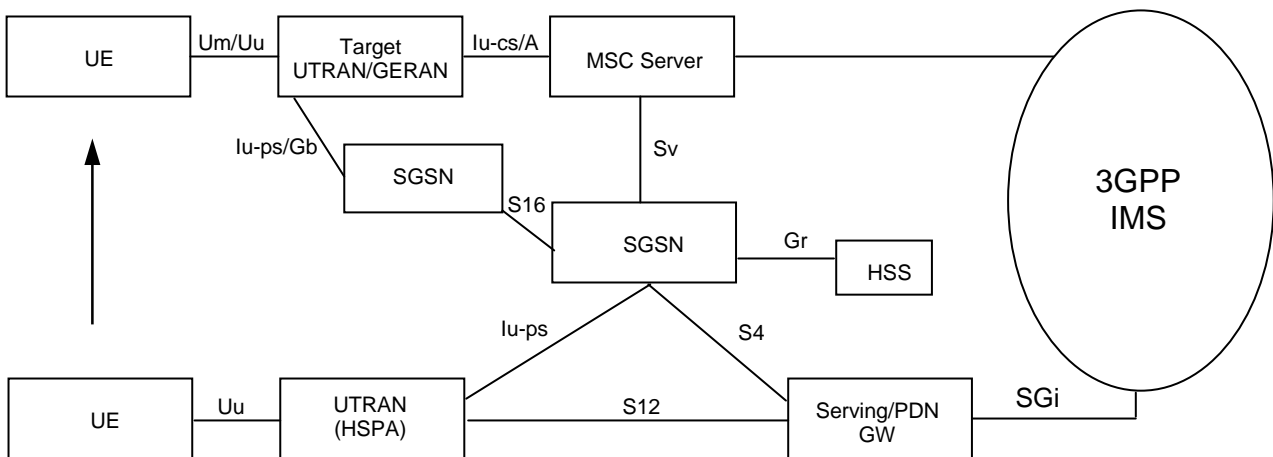 UE
Um/Uu
Target
UTRAN/GERAN
Iu-cs/A
MSC Server
Iu-ps/Gb
SGSN
S16
Sv
SGSN
Gr
HSS
3GPP
IMS
Iu-ps
S4
UE
Uu
UTRAN
(HSPA)
S12
Serving/PDN
GW
SGi